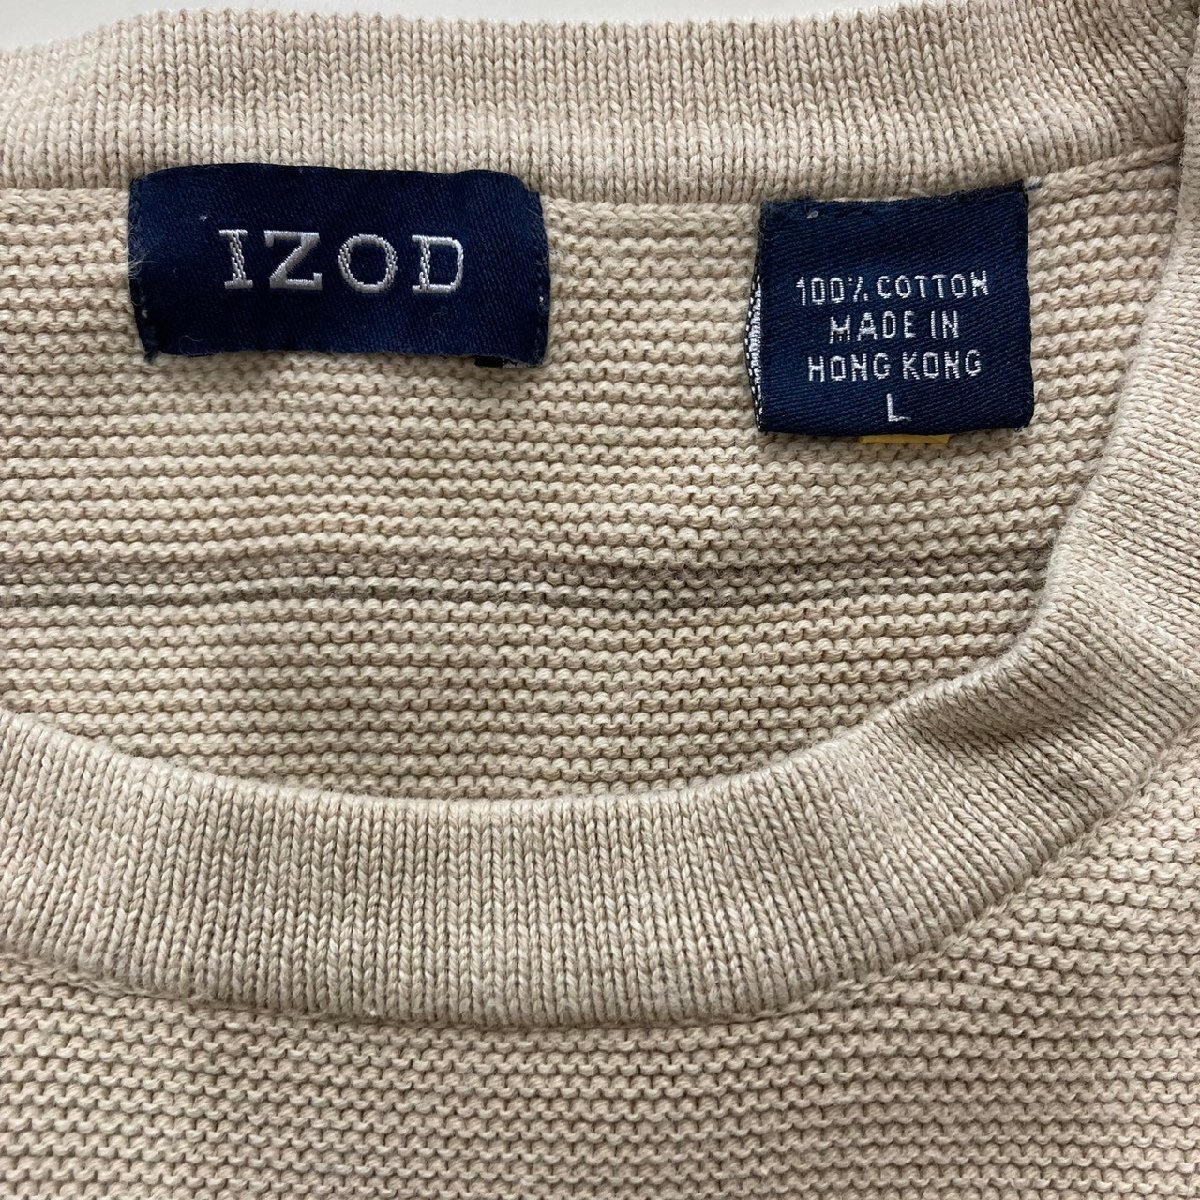 IZOD
100% COTTON
MADE IN
HONG KONG
L